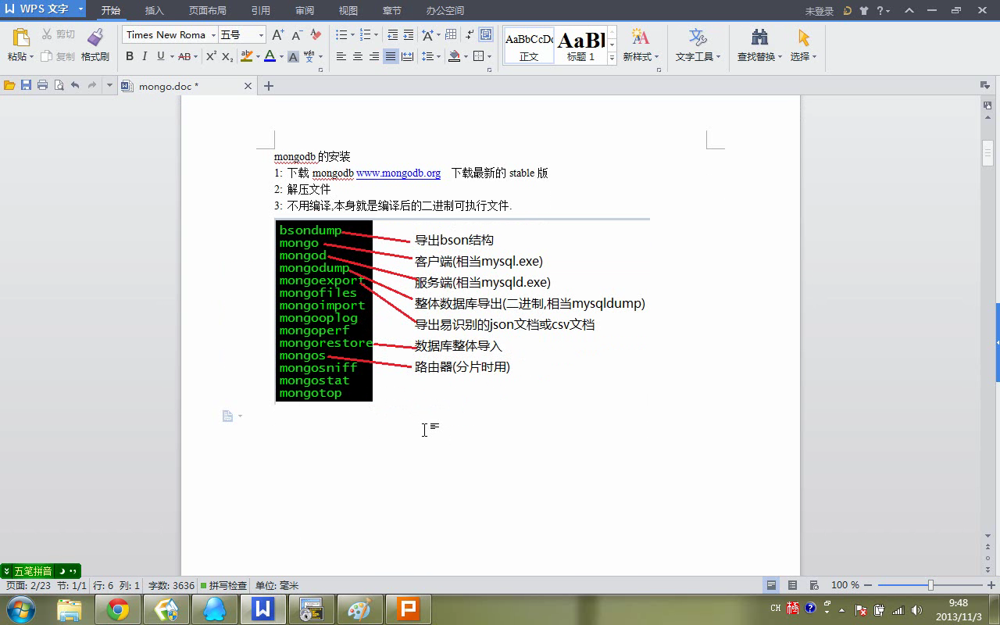 WPS 文字
开始 插入 页面布局 引用 审阅 视图 章节 办公空间
未登录
粘贴 剪切 复制 格式刷
Times New Roma 五号
AaBbCcDc 正文
AaBl 标题 1
新样式 文字工具 查找替换 选择
mongo.doc *
mongodb 的安装
1: 下载 mongodb www.mongodb.org 下载最新的 stable 版
2: 解压文件
3: 不用编译,本身就是编译后的二进制可执行文件.
bsondump
mongo
mongod
mongodump
mongoexport
mongofiles
mongoimport
mongooplog
mongoperf
mongorestore
mongos
mongosniff
mongostat
mongotop
导出bson结构
客户端(相当mysql.exe)
服务端(相当mysqld.exe)
整体数据库导出(二进制,相当mysqldump)
导出易识别的json文档或csv文档
数据库整体导入
路由器(分片时用)
五笔拼音
页面: 2/23 节: 1/1 行: 6 列: 1 字数: 3636 拼写检查 单位: 毫米
100 %
CH
9:48
2013/11/3